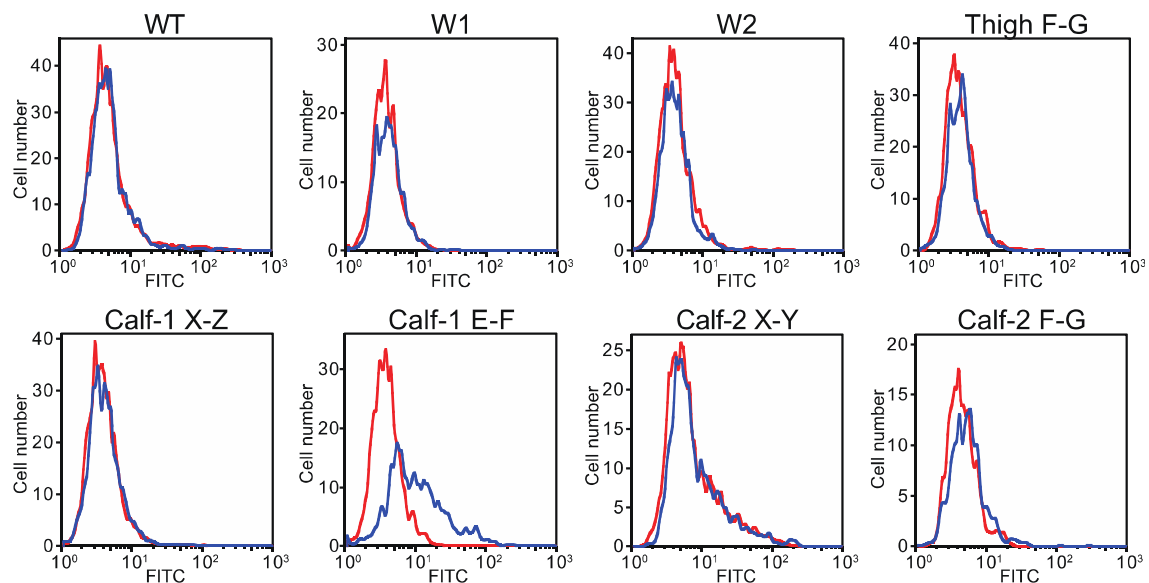 WT W1 W2 Thigh F-G
Cell number 40 30 20 10 0
10⁰ 10¹ 10² 10³
FITC
Cell number 30 20 10 0
10⁰ 10¹ 10² 10³
FITC
Cell number 40 30 20 10 0
10⁰ 10¹ 10² 10³
FITC
Cell number 40 30 20 10 0
10⁰ 10¹ 10² 10³
FITC
Calf-1 X-Z Calf-1 E-F Calf-2 X-Y Calf-2 F-G
Cell number 40 30 20 10 0
10⁰ 10¹ 10² 10³
FITC
Cell number 30 20 10 0
10⁰ 10¹ 10² 10³
FITC
Cell number 25 20 15 10 5 0
10⁰ 10¹ 10² 10³
FITC
Cell number 20 15 10 5 0
10⁰ 10¹ 10² 10³
FITC